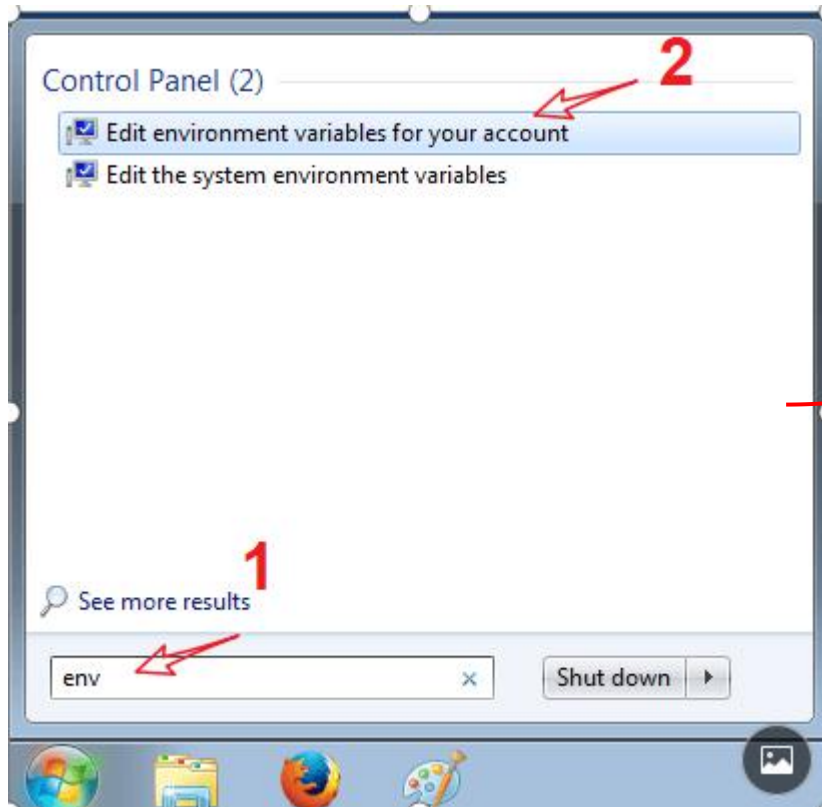 2
Control Panel (2)
Edit environment variables for your account
Edit the system environment variables
1
See more results
env
Shut down